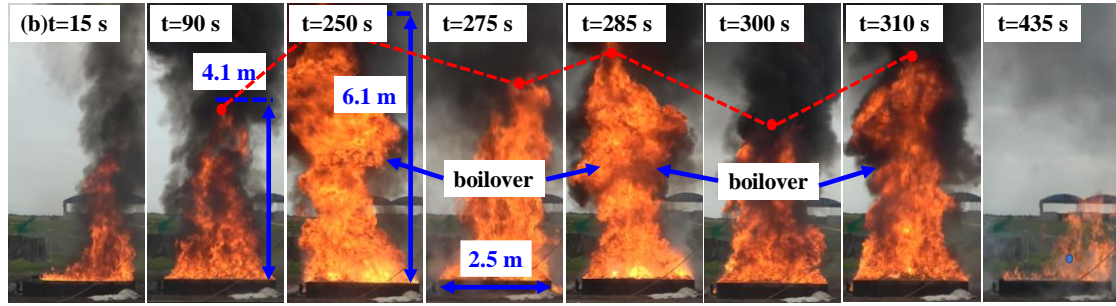 (b)t=15 s
t=90 s
t=250 s
t=275 s
t=285 s
t=300 s
t=310 s
t=435 s
4.1 m
6.1 m
boilover
boilover
2.5 m